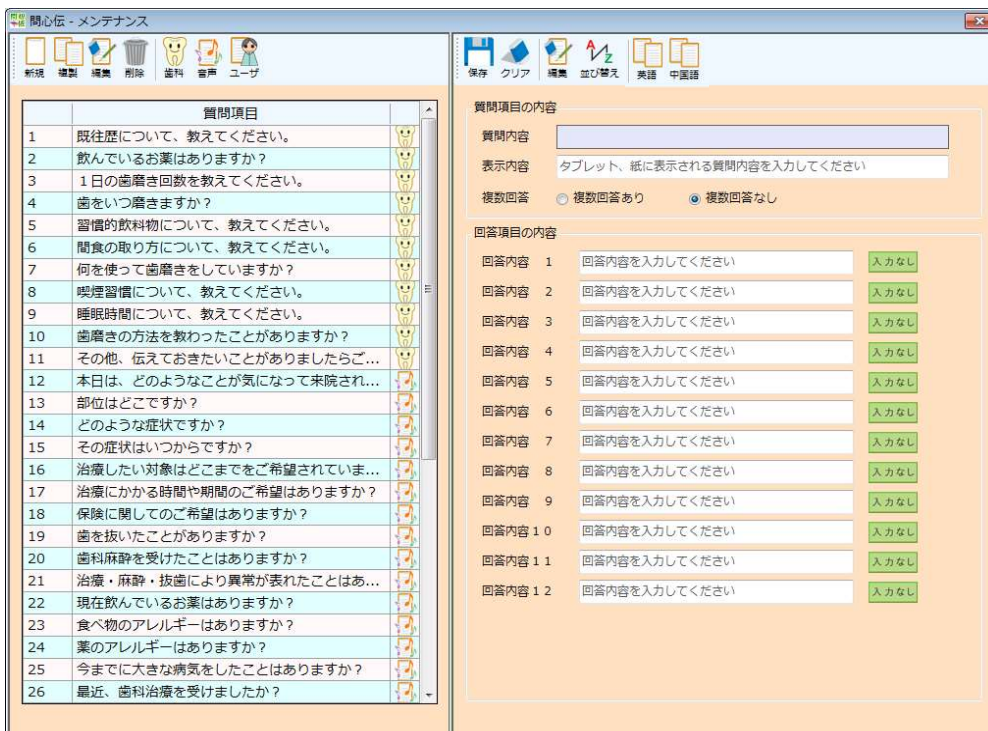 問心伝 - メンテナンス
新規 複製 編集 削除 歯科 音声 ユーザ
保存 クリア 編集 並び替え 英語 中国語
質問項目
1 既往歴について、教えてください。
2 飲んでいるお薬はありますか？
3 １日の歯磨き回数を教えてください。
4 歯をいつ磨きますか？
5 習慣的飲料物について、教えてください。
6 間食の取り方について、教えてください。
7 何を使って歯磨きをしていますか？
8 喫煙習慣について、教えてください。
9 睡眠時間について、教えてください。
10 歯磨きの方法を教わったことがありますか？
11 その他、伝えておきたいことがありましたらご...
12 本日は、どのようなことが気になって来院され...
13 部位はどこですか？
14 どのような症状ですか？
15 その症状はいつからですか？
16 治療したい対象はどこまでをご希望されていま...
17 治療にかかる時間や期間のご希望はありますか？
18 保険に関してのご希望はありますか？
19 歯を抜いたことがありますか？
20 歯科麻酔を受けたことはありますか？
21 治療・麻酔・抜歯により異常が表れたことはあ...
22 現在飲んでいるお薬はありますか？
23 食べ物のアレルギーはありますか？
24 薬のアレルギーはありますか？
25 今までに大きな病気をしたことはありますか？
26 最近、歯科治療を受けましたか？
質問項目の内容
質問内容
表示内容 タブレット、紙に表示される質問内容を入力してください
複数回答 複数回答あり 複数回答なし
回答項目の内容
回答内容 1 回答内容を入力してください 入力なし
回答内容 2 回答内容を入力してください 入力なし
回答内容 3 回答内容を入力してください 入力なし
回答内容 4 回答内容を入力してください 入力なし
回答内容 5 回答内容を入力してください 入力なし
回答内容 6 回答内容を入力してください 入力なし
回答内容 7 回答内容を入力してください 入力なし
回答内容 8 回答内容を入力してください 入力なし
回答内容 9 回答内容を入力してください 入力なし
回答内容１０ 回答内容を入力してください 入力なし
回答内容１１ 回答内容を入力してください 入力なし
回答内容１２ 回答内容を入力してください 入力なし